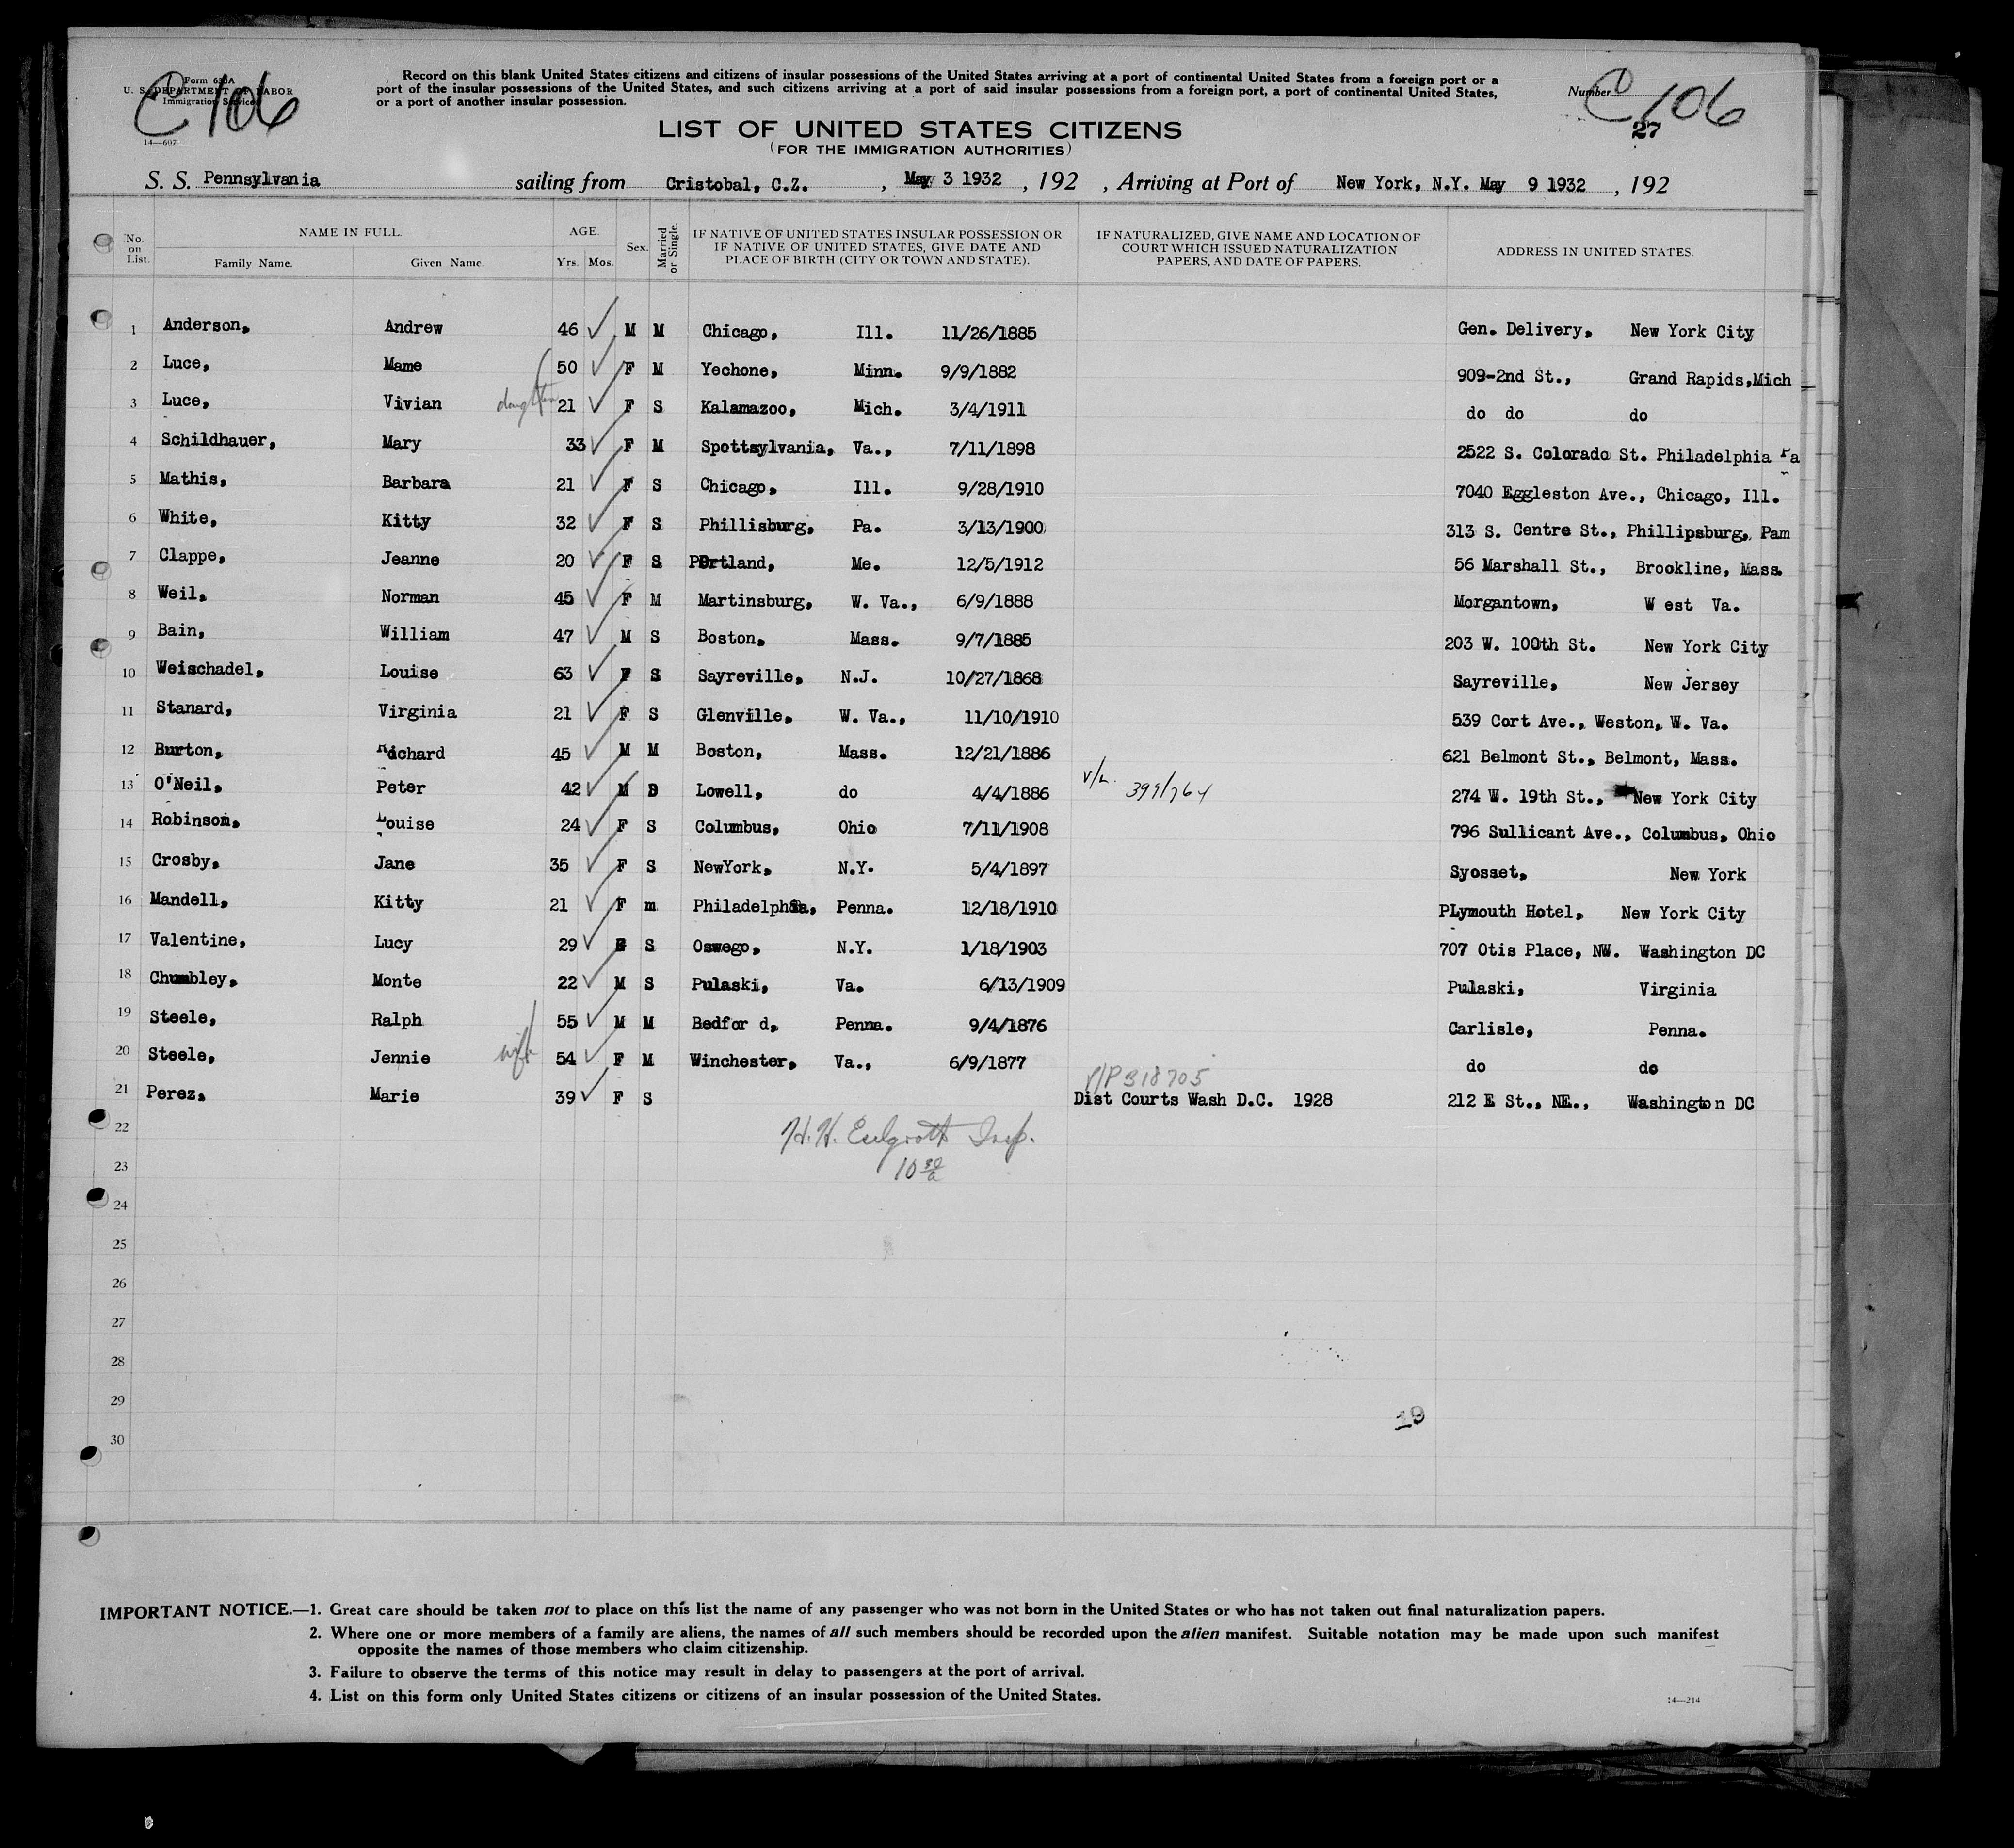 Form 630A
U. S. DEPARTMENT OF LABOR
Immigration Service
14—607
C 106
Record on this blank United States citizens and citizens of insular possessions of the United States arriving at a port of continental United States from a foreign port or a
port of the insular possessions of the United States, and such citizens arriving at a port of said insular possessions from a foreign port, a port of continental United States,
or a port of another insular possession.
Number C 106
27
LIST OF UNITED STATES CITIZENS
(FOR THE IMMIGRATION AUTHORITIES)
S. S. Pennsylvania sailing from Cristobal, C.Z. , May 3 1932 , 192 , Arriving at Port of New York, N.Y. May 9 1932 , 192
No. on List. NAME IN FULL. Family Name. Given Name. AGE. Yrs. Mos. Sex. Married or Single. IF NATIVE OF UNITED STATES INSULAR POSSESSION OR IF NATIVE OF UNITED STATES, GIVE DATE AND PLACE OF BIRTH (CITY OR TOWN AND STATE). IF NATURALIZED, GIVE NAME AND LOCATION OF COURT WHICH ISSUED NATURALIZATION PAPERS, AND DATE OF PAPERS. ADDRESS IN UNITED STATES.
1 Anderson, Andrew 46 ✓ M M Chicago, Ill. 11/26/1885 Gen. Delivery, New York City
2 Luce, Mame 50 ✓ F M Yechone, Minn. 9/9/1882 909-2nd St., Grand Rapids,Mich
3 Luce, Vivian daughter 21 ✓ F S Kalamazoo, Mich. 3/4/1911 do do do
4 Schildhauer, Mary 33 ✓ F M Spottsylvania, Va., 7/11/1898 2522 S. Colorado St. Philadelphia Pa
5 Mathis, Barbara 21 ✓ F S Chicago, Ill. 9/28/1910 7040 Eggleston Ave., Chicago, Ill.
6 White, Kitty 32 ✓ F S Phillisburg, Pa. 3/13/1900 313 S. Centre St., Phillipsburg, Pam
7 Clappe, Jeanne 20 ✓ F S Portland, Me. 12/5/1912 56 Marshall St., Brookline, Mass.
8 Weil, Norman 45 ✓ F M Martinsburg, W. Va., 6/9/1888 Morgantown, W est Va.
9 Bain, William 47 ✓ M S Boston, Mass. 9/7/1885 203 W. 100th St. New York City
10 Weischadel, Louise 63 ✓ F S Sayreville, N.J. 10/27/1868 Sayreville, New Jersey
11 Stanard, Virginia 21 ✓ F S Glenville, W. Va., 11/10/1910 539 Cort Ave., Weston, W. Va.
12 Burton, Richard 45 ✓ M M Boston, Mass. 12/21/1886 621 Belmont St., Belmont, Mass.
13 O'Neil, Peter 42 ✓ M D Lowell, do 4/4/1886 399/764 274 W. 19th St., New York City
14 Robinson, Louise 24 ✓ F S Columbus, Ohio 7/11/1908 796 Sullicant Ave., Columbus, Ohio
15 Crosby, Jane 35 ✓ F S NewYork, N.Y. 5/4/1897 Syosset, New York
16 Mandell, Kitty 21 ✓ F m Philadelphia, Penna. 12/18/1910 PLymouth Hotel, New York City
17 Valentine, Lucy 29 ✓ F S Oswego, N.Y. 1/18/1903 707 Otis Place, NW. Washington DC
18 Chumbley, Monte 22 ✓ M S Pulaski, Va. 6/13/1909 Pulaski, Virginia
19 Steele, Ralph 55 ✓ M M Bedfor d, Penna. 9/4/1876 Carlisle, Penna.
20 Steele, Jennie wife 54 ✓ F M Winchester, Va., 6/9/1877 do do
V/P 318705
21 Perez, Marie 39 ✓ F S Dist Courts Wash D.C. 1928 212 E St., NE., Washington DC
22 H. H. Insp.
23 10 30 a
24
25
26
27
28
29 19
30
IMPORTANT NOTICE.—1. Great care should be taken not to place on this list the name of any passenger who was not born in the United States or who has not taken out final naturalization papers.
2. Where one or more members of a family are aliens, the names of all such members should be recorded upon the alien manifest. Suitable notation may be made upon such manifest
opposite the names of those members who claim citizenship.
3. Failure to observe the terms of this notice may result in delay to passengers at the port of arrival.
4. List on this form only United States citizens or citizens of an insular possession of the United States.
14—214